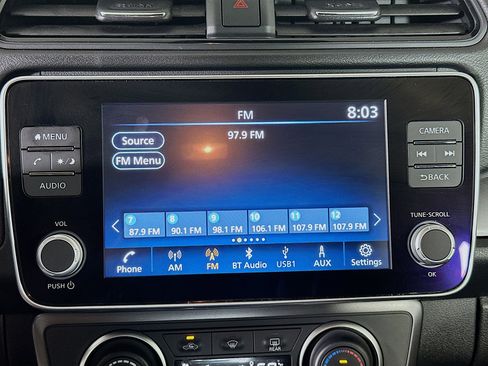 FM 8:03
MENU
CAMERA
Source
97.9 FM
FM Menu
AUDIO
BACK
7 8 9 10 11 12
87.9 FM 90.1 FM 98.1 FM 106.1 FM 107.9 FM 107.9 FM
VOL
TUNE·SCROLL
Phone AM FM BT Audio USB1 AUX Settings
PUSH
OK
REAR